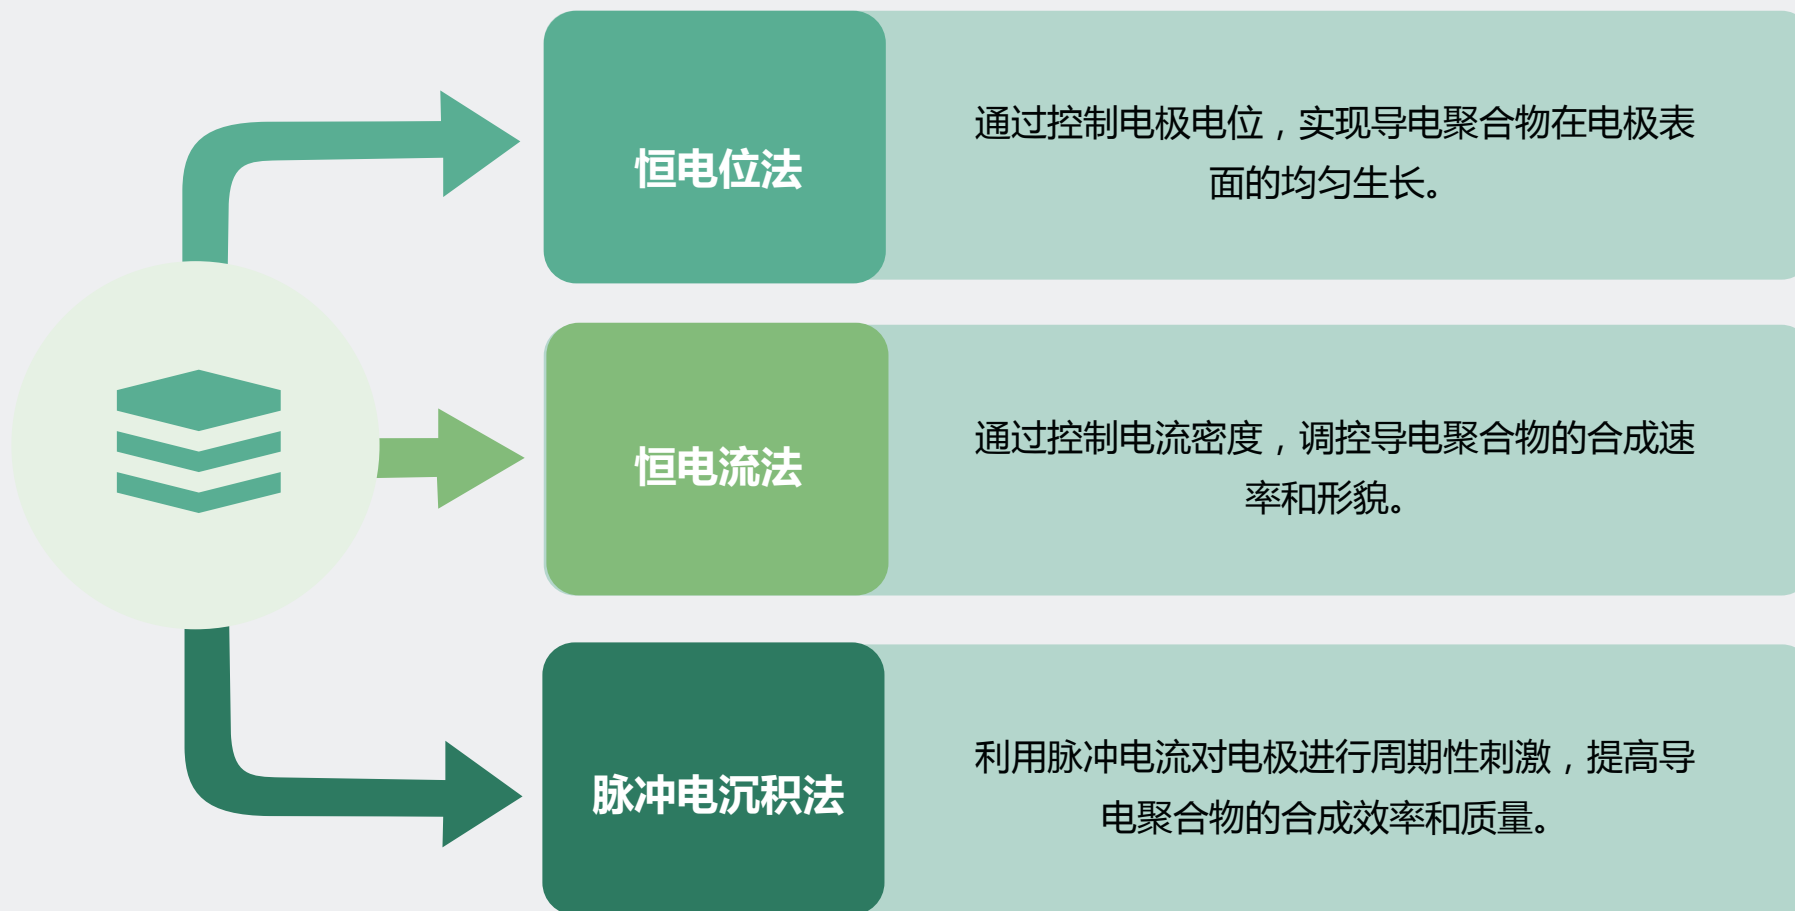 恒电位法
通过控制电极电位，实现导电聚合物在电极表
面的均匀生长。
恒电流法
通过控制电流密度，调控导电聚合物的合成速
率和形貌。
脉冲电沉积法
利用脉冲电流对电极进行周期性刺激，提高导
电聚合物的合成效率和质量。